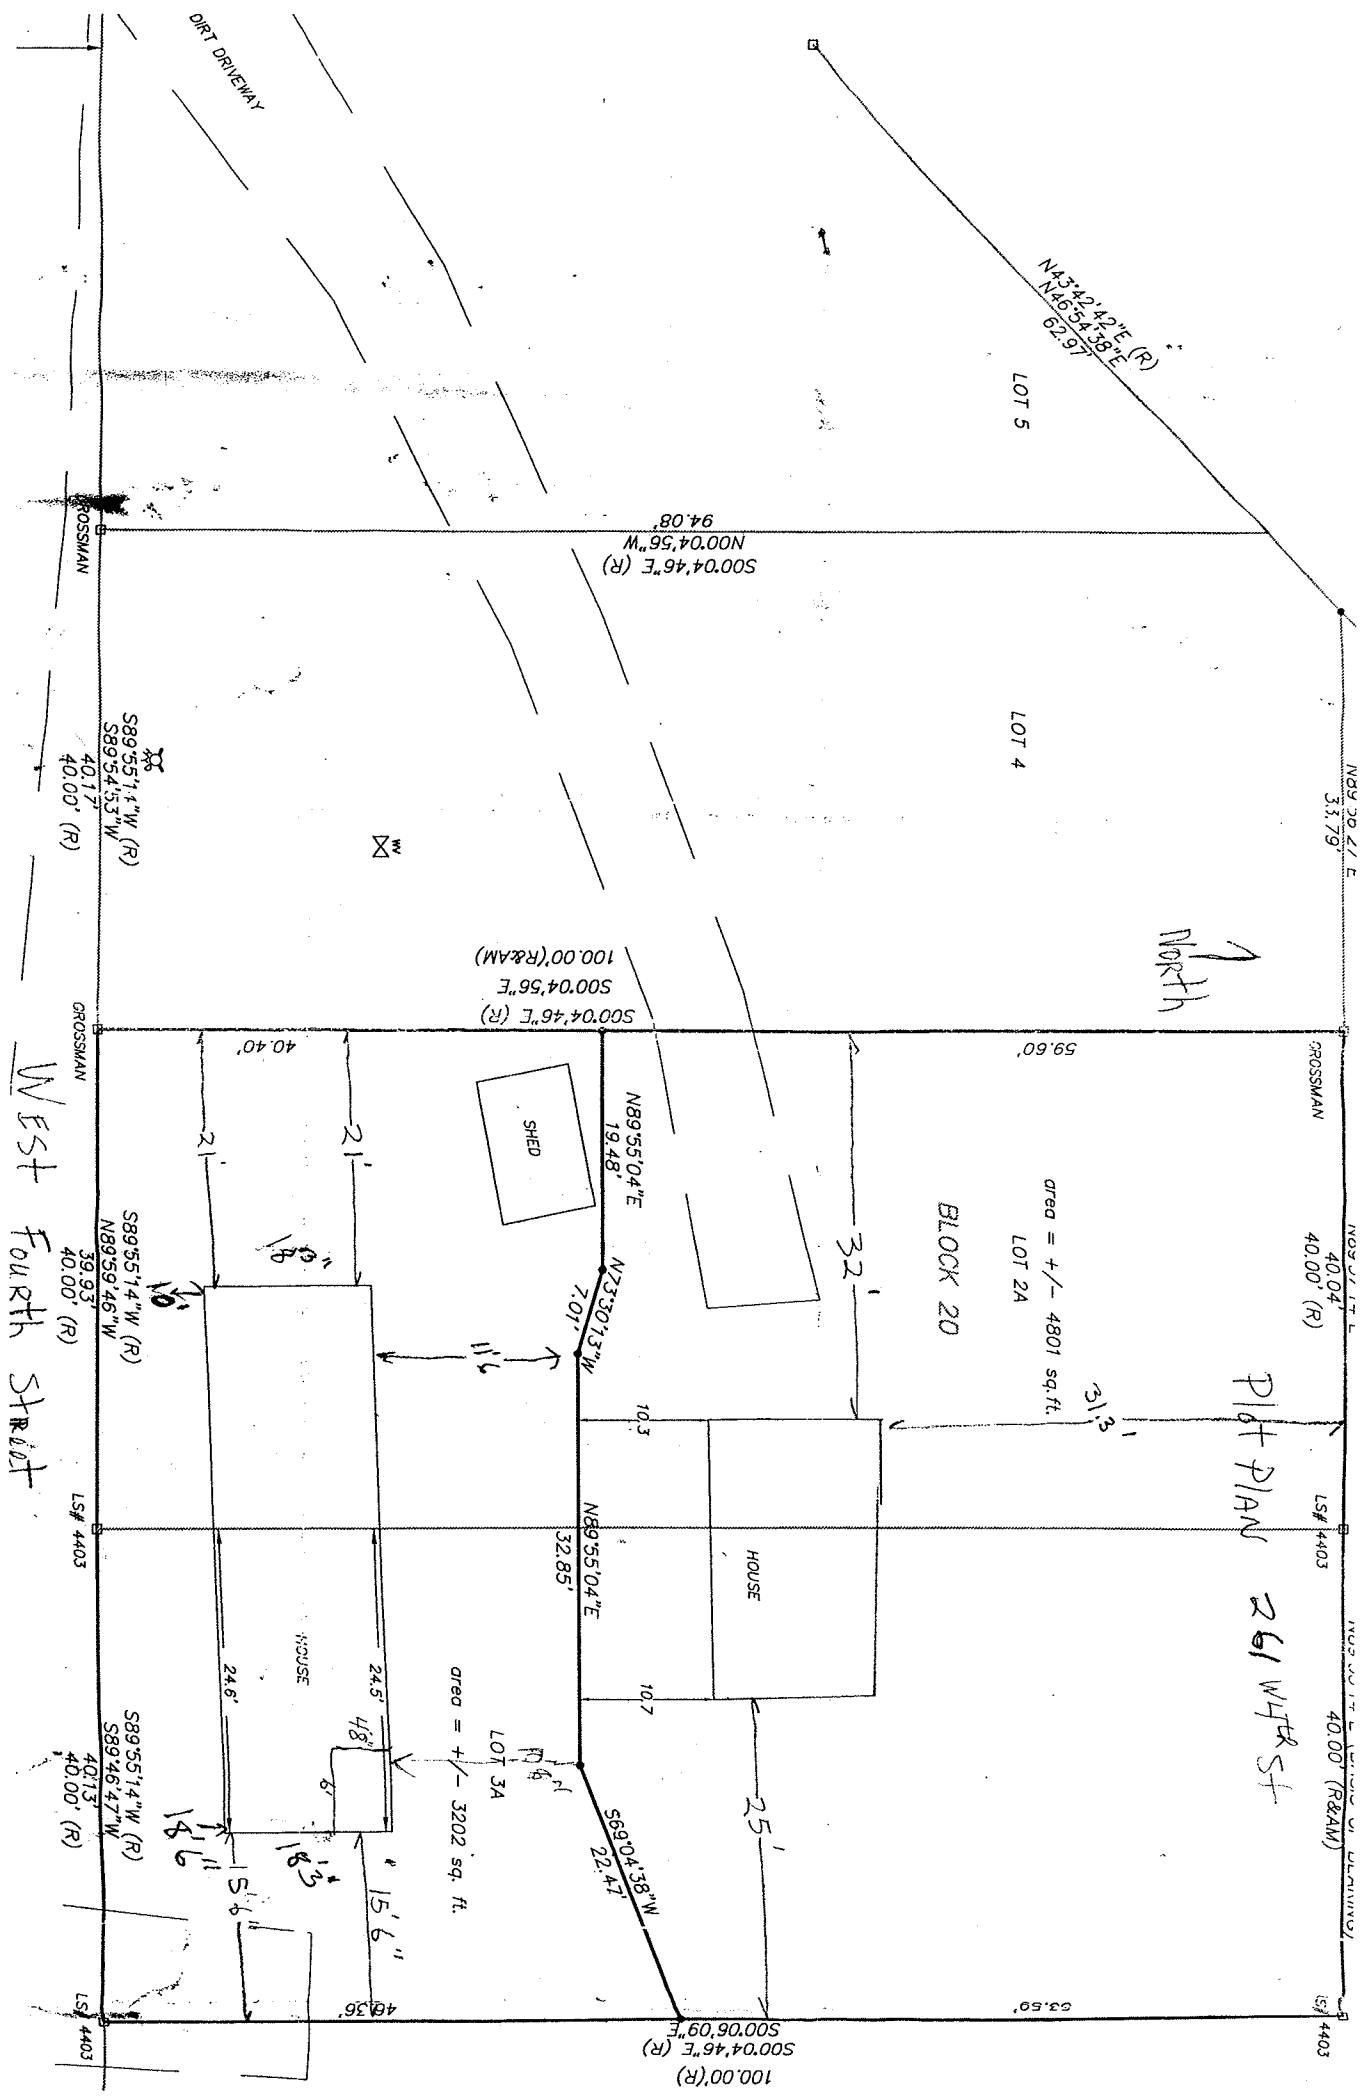 DIRT DRIVEWAY
N43°42'42"E (R)
N46°54'38"E
62.97'
LOT 5
94.08'
N00°04'56"W
S00°04'46"E (R)
GROSSMAN
LOT 4
33.79'
S89°55'14"W (R)
S89°54'53"W
40.17'
40.00' (R)
W
North
100.00'(R&AM)
S00°04'56"E
S00°04'46"E (R)
GROSSMAN
40.40'
59.60'
GROSSMAN
40.04'
40.00' (R)
21'
21'
SHED
N89°55'04"E
19.48'
32'
BLOCK 20
LOT 2A
area = +/- 4801 sq.ft.
31.3'
Plot PLAN 261 W4th St
N73°30'13"W
7.01'
11'6
10.3
West Fourth Street
S89°55'14"W (R)
N89°59'46"W
39.93'
40.00' (R)
LS# 4403
LS# 4403
N89°55'04"E
32.85'
HOUSE
10.7
HOUSE
24.6'
24.5'
48"
6'
LOT 3A
area = +/- 3202 sq. ft.
40.00' (R&AM)
S89°55'14"W (R)
S89°46'47"W
40.13'
40.00' (R)
18'6"
18'3"
15'6"
15'6"
25'
S69°04'38"W
22.47'
46.36'
53.59'
LS# 4403
LS# 4403
S00°06'09"E
S00°04'46"E (R)
100.00'(R)